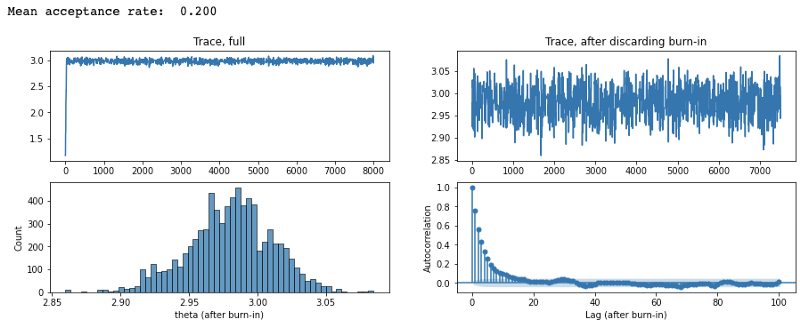 Mean acceptance rate:  0.200
Trace, full
3.0
2.5
2.0
1.5
0 1000 2000 3000 4000 5000 6000 7000 8000
Trace, after discarding burn-in
3.05
3.00
2.95
2.90
2.85
0 1000 2000 3000 4000 5000 6000 7000
Count
400
300
200
100
0
2.85 2.90 2.95 3.00 3.05
theta (after burn-in)
Autocorrelation
1.0
0.8
0.6
0.4
0.2
0.0
0 20 40 60 80 100
Lag (after burn-in)